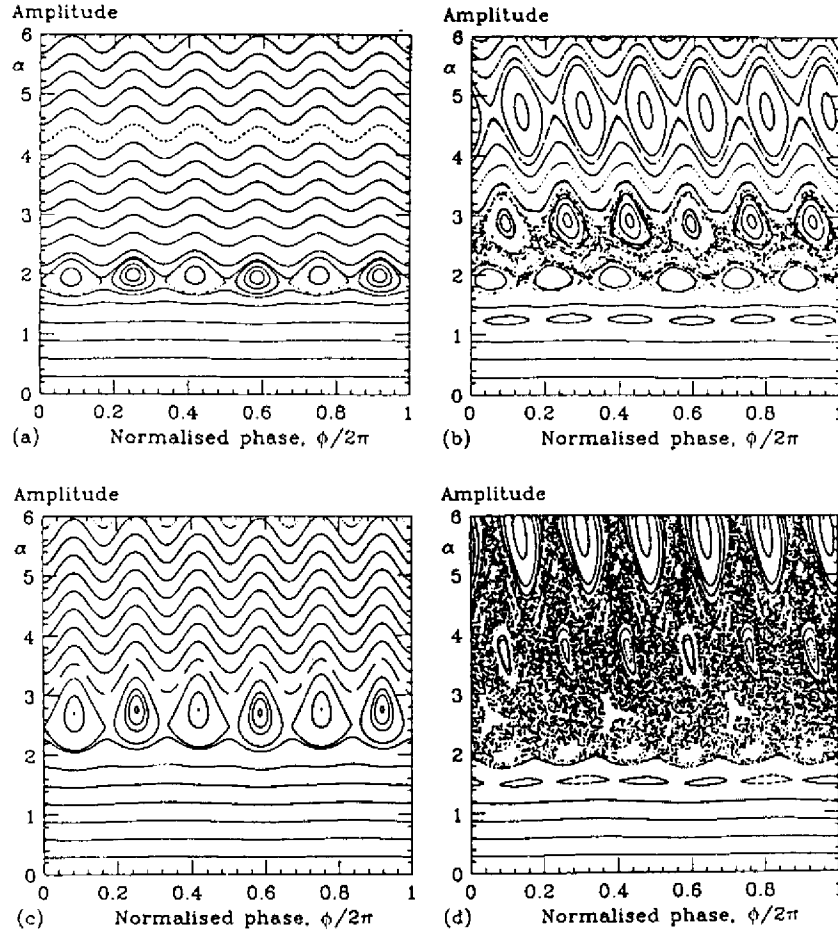 Amplitude
6
α
5
4
3
2
1
0
0 0.2 0.4 0.6 0.8 1
(a) Normalised phase, ϕ/2π
Amplitude
6
α
5
4
3
2
1
0
0 0.2 0.4 0.6 0.8 1
(b) Normalised phase, ϕ/2π
Amplitude
6
α
5
4
3
2
1
0
0 0.2 0.4 0.6 0.8 1
(c) Normalised phase, ϕ/2π
Amplitude
6
α
5
4
3
2
1
0
0 0.2 0.4 0.6 0.8 1
(d) Normalised phase, ϕ/2π